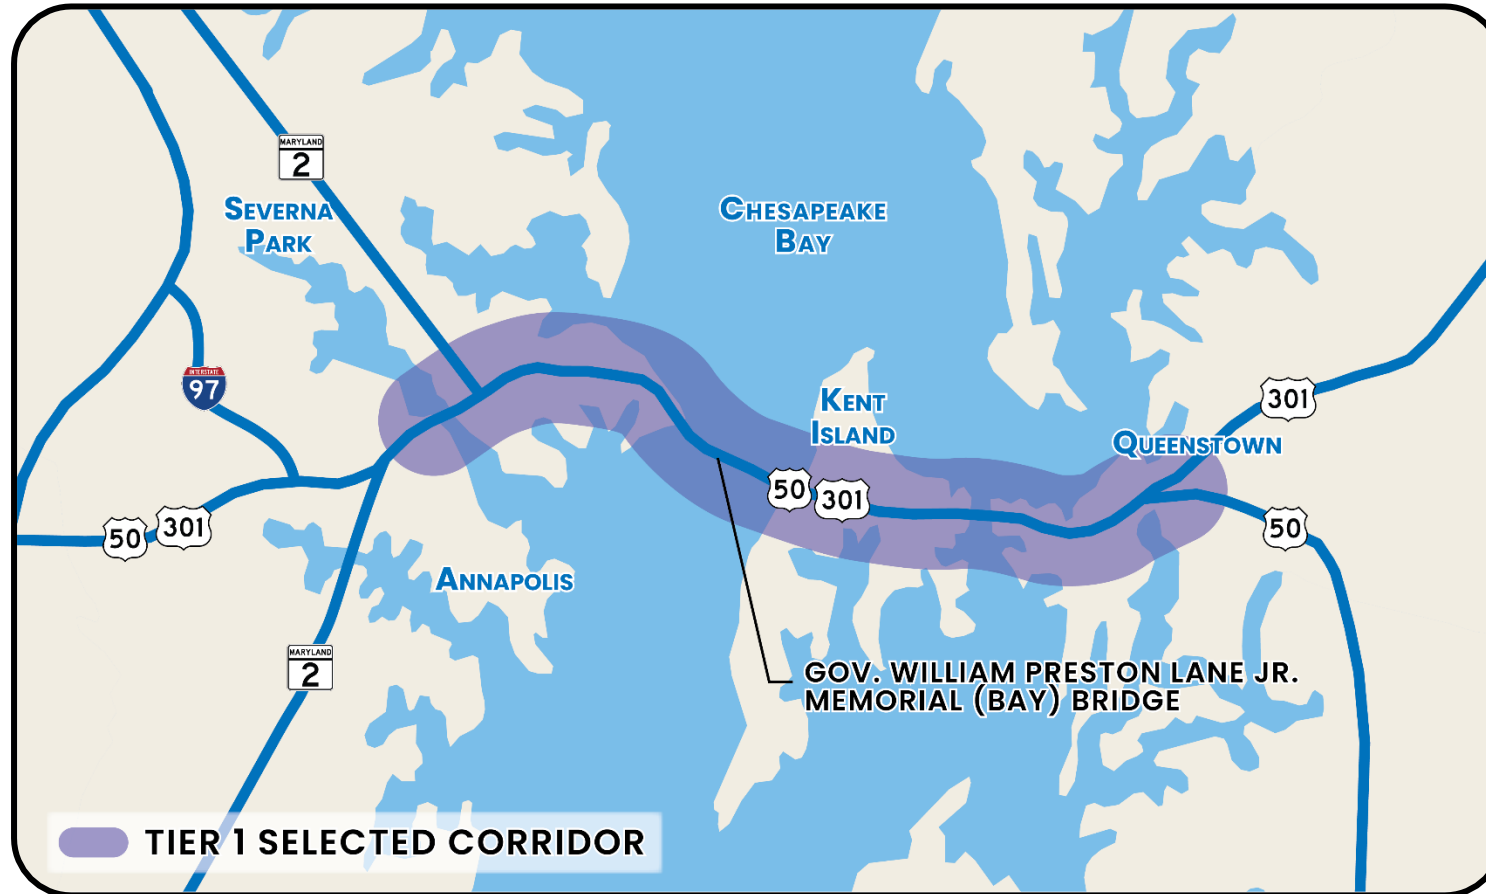 MARYLAND
2
SEVERNA
PARK
CHESAPEAKE
BAY
INTERSTATE
97
KENT
ISLAND
301
QUEENSTOWN
50
301
50
301
50
ANNAPOLIS
MARYLAND
2
GOV. WILLIAM PRESTON LANE JR.
MEMORIAL (BAY) BRIDGE
TIER 1 SELECTED CORRIDOR